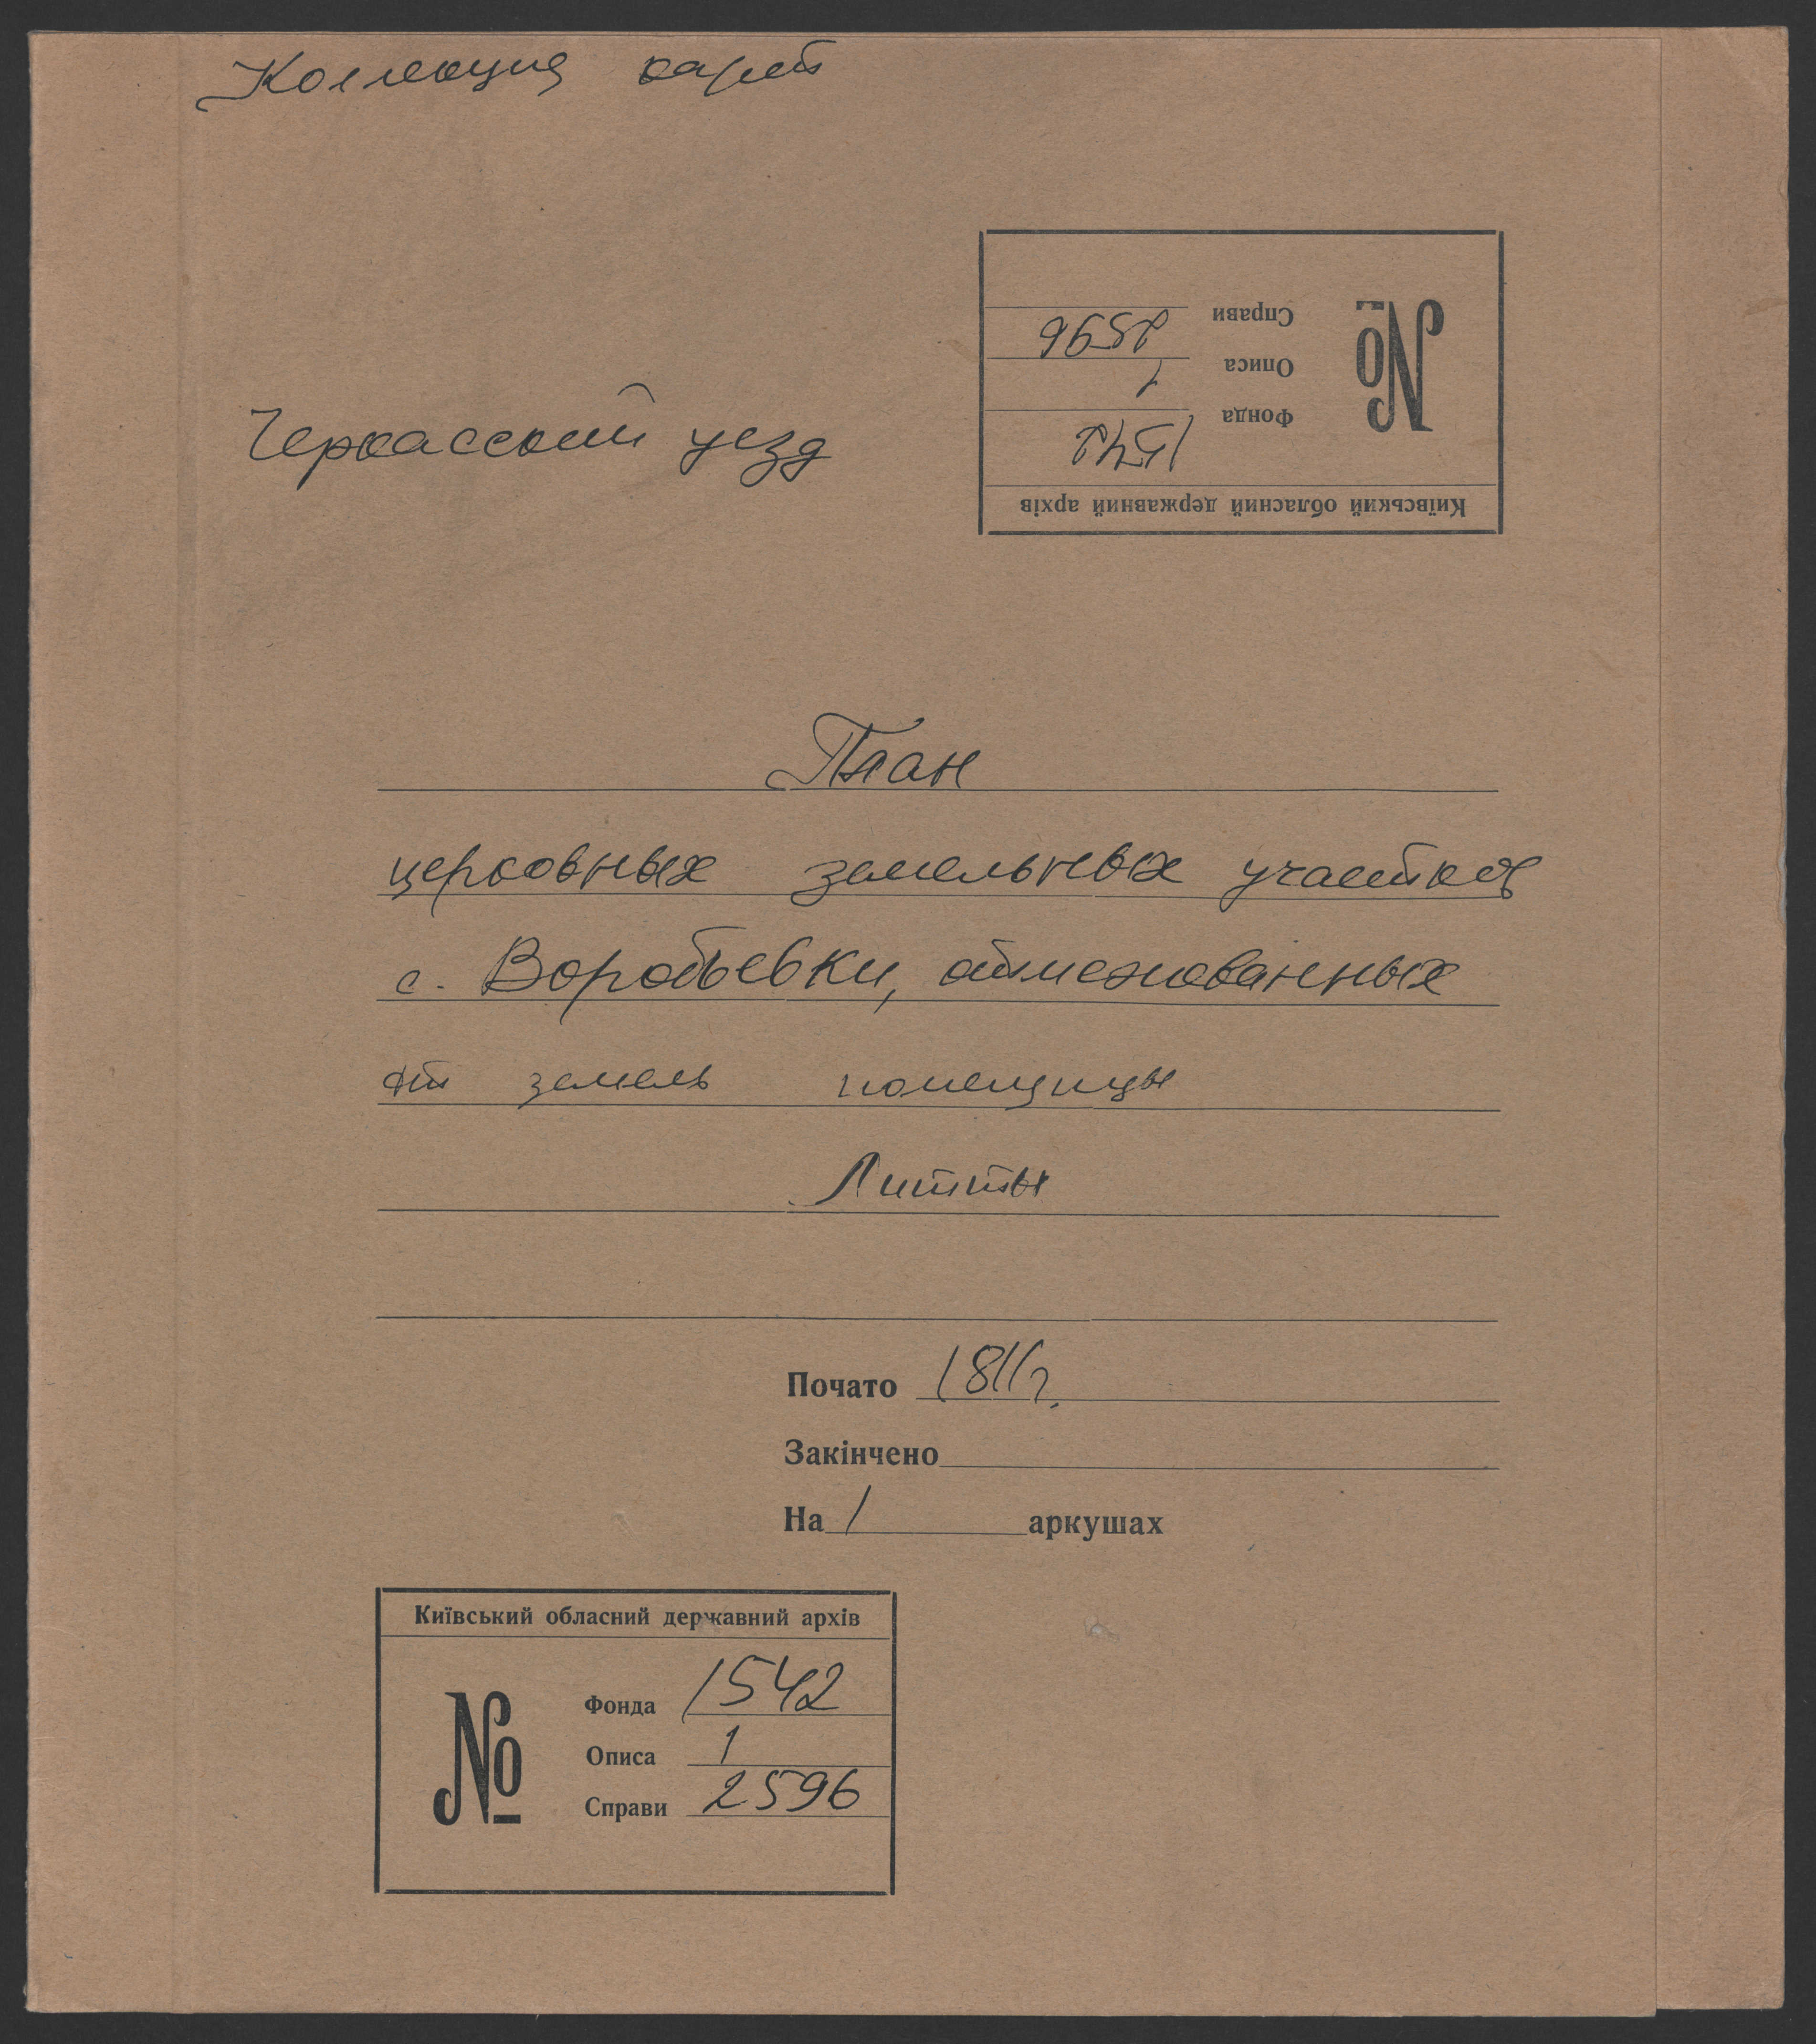 Коллекция карт
Справи 2596
Описа 1
Фонда 1542
№
Київський обласний державний архів
Черкасский уезд
План
церковных земельных участков
с. Воробьевки, отмежованных
от земель помещицы
Литты
Почато 1811г.
Закінчено
На 1 аркушах
Київський обласний державний архів
№
Фонда 1542
Описа 1
Справи 2596